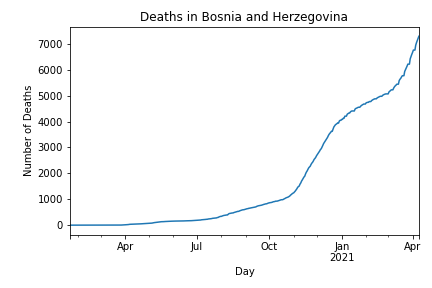 Deaths in Bosnia and Herzegovina
Number of Deaths
7000
6000
5000
4000
3000
2000
1000
0
Apr Jul Oct Jan Apr
2021
Day